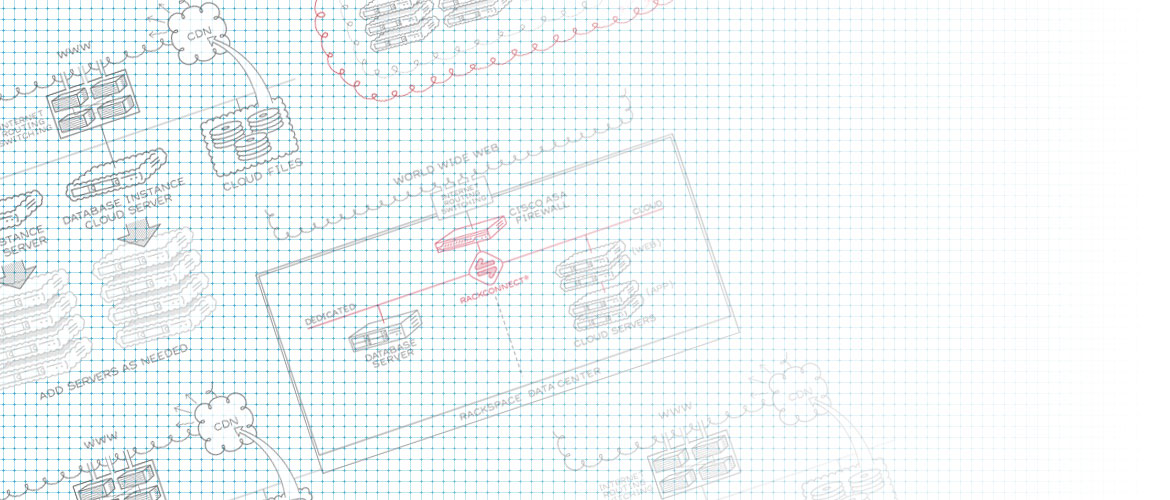 CDN
WWW
INTERNET
ROUTING
SWITCHING
CLOUD FILES
DATABASE INSTANCE
CLOUD SERVER
STANCE
SERVER
ADD SERVERS AS NEEDED
WORLD WIDE WEB
INTERNET
ROUTING
SWITCHING
CISCO ASA
FIREWALL
CLOUD
(WEB)
RACKCONNECT®
DEDICATED
(APP)
DATABASE
SERVER
CLOUD SERVERS
RACKSPACE DATA CENTER
CDN
WWW
CDN
WWW
INTERNET
ROUTING
SWITCHING